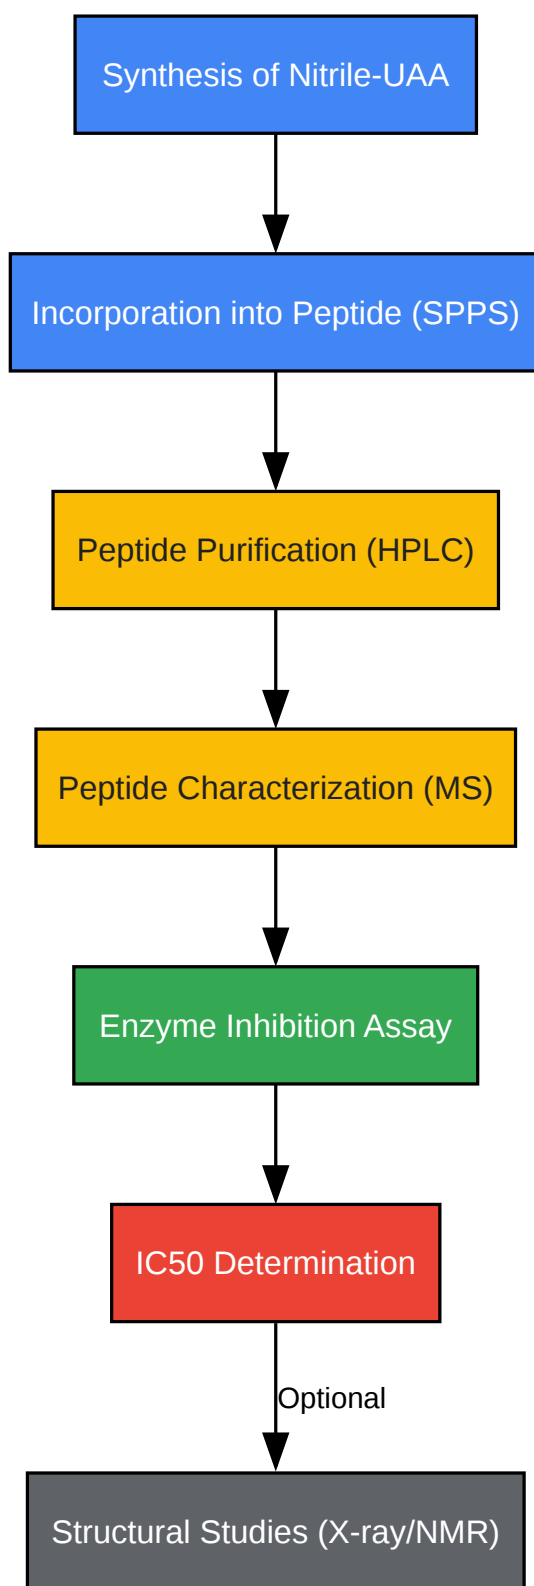 Synthesis of Nitrile-UAA
Incorporation into Peptide (SPPS)
Peptide Purification (HPLC)
Peptide Characterization (MS)
Enzyme Inhibition Assay
IC50 Determination
Optional
Structural Studies (X-ray/NMR)